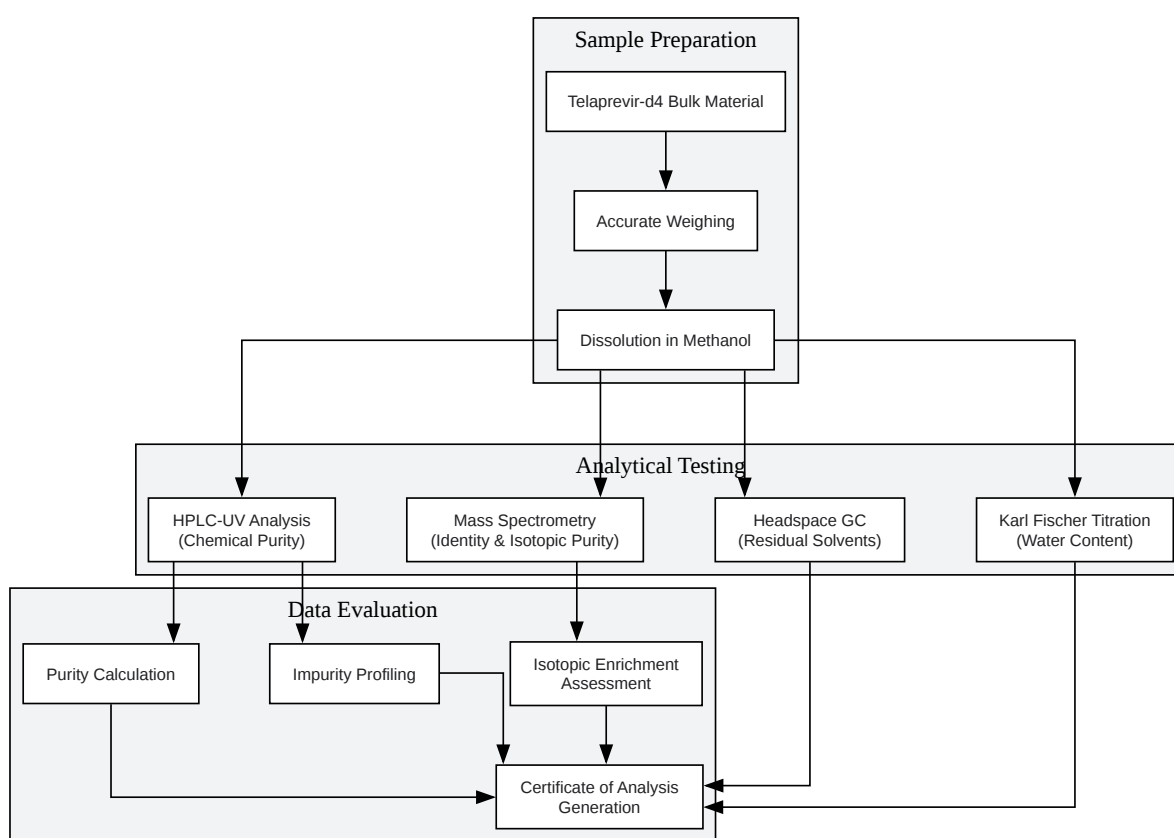 Sample Preparation
Telaprevir-d4 Bulk Material
Accurate Weighing
Dissolution in Methanol
Analytical Testing
HPLC-UV Analysis
(Chemical Purity)
Mass Spectrometry
(Identity & Isotopic Purity)
Headspace GC
(Residual Solvents)
Karl Fischer Titration
(Water Content)
Data Evaluation
Purity Calculation
Impurity Profiling
Isotopic Enrichment
Assessment
Certificate of Analysis
Generation